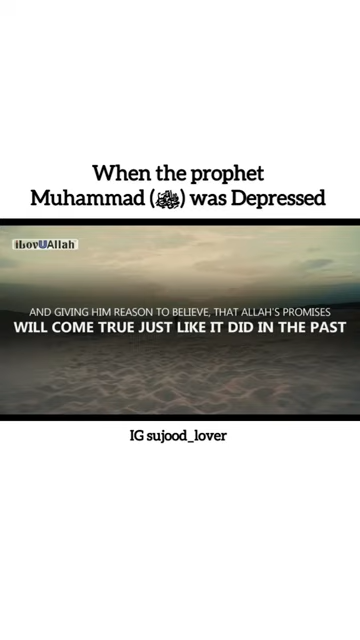 When the prophet
Muhammad (ﷺ) was Depressed
iLovUAllah
AND GIVING HIM REASON TO BELIEVE, THAT ALLAH'S PROMISES
WILL COME TRUE JUST LIKE IT DID IN THE PAST
IG sujood_lover